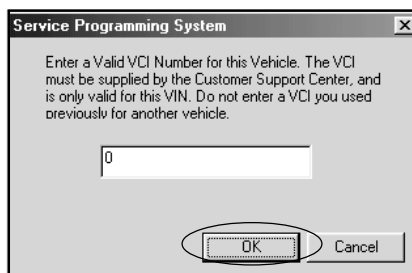 Service Programming System
Enter a Valid VCI Number for this Vehicle. The VCI
must be supplied by the Customer Support Center, and
is only valid for this VIN. Do not enter a VCI you used
previously for another vehicle.
0
OK Cancel